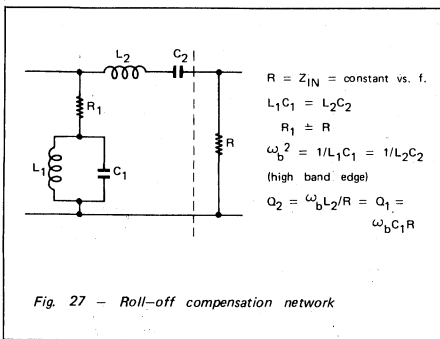 L2
C2
R1
L1
C1
R
R = ZIN = constant vs. f.
L1C1 = L2C2
R1 ≐ R
ωb² = 1/L1C1 = 1/L2C2
(high band edge)
Q2 = ωbL2/R = Q1 =
ωbC1R
Fig. 27 – Roll-off compensation network